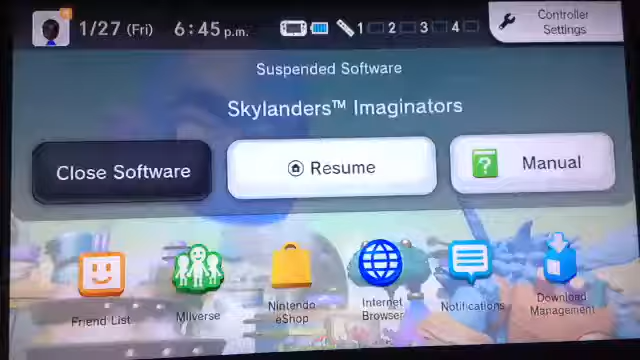 1/27 (Fri) 6:45 p.m. 1 2 3 4
Controller
Settings
Suspended Software
Skylanders™ Imaginators
Close Software
Resume
? Manual
Friend List
Miiverse
Nintendo
eShop
Internet
Browser
Notifications
Download
Management